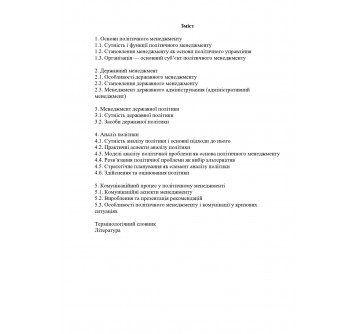 Зміст
1. Основи політичного менеджменту
1.1. Сутність і функції політичного менеджменту
1.2. Становлення менеджменту як основи політичного управління
1.3. Організація — основний суб'єкт політичного менеджменту
2. Державний менеджмент
2.1. Особливості державного менеджменту
2.2. Становлення державного менеджменту
2.3. Менеджмент державного адміністрування (адміністративний
менеджмент)
3. Менеджмент державної політики
3.1. Сутність державної політики
3.2. Засоби державної політики
4. Аналіз політики
4.1. Сутність аналізу політики і основні підходи до нього
4.2. Практичні аспекти аналізу політики
4.3. Моделі аналізу політичної проблеми як основи політичного менеджменту
4.4. Розв'язання політичної проблеми як вибір альтернатив
4.5. Стратегічне планування як елемент аналізу політики
4.6. Здійснення та оцінювання політики
5. Комунікаційний процес у політичному менеджменті
5.1. Комунікаційні аспекти менеджменту
5.2. Вироблення та презентація рекомендацій
5.3. Особливості політичного менеджменту і комунікації у кризових
ситуаціях
Термінологічний словник
Література